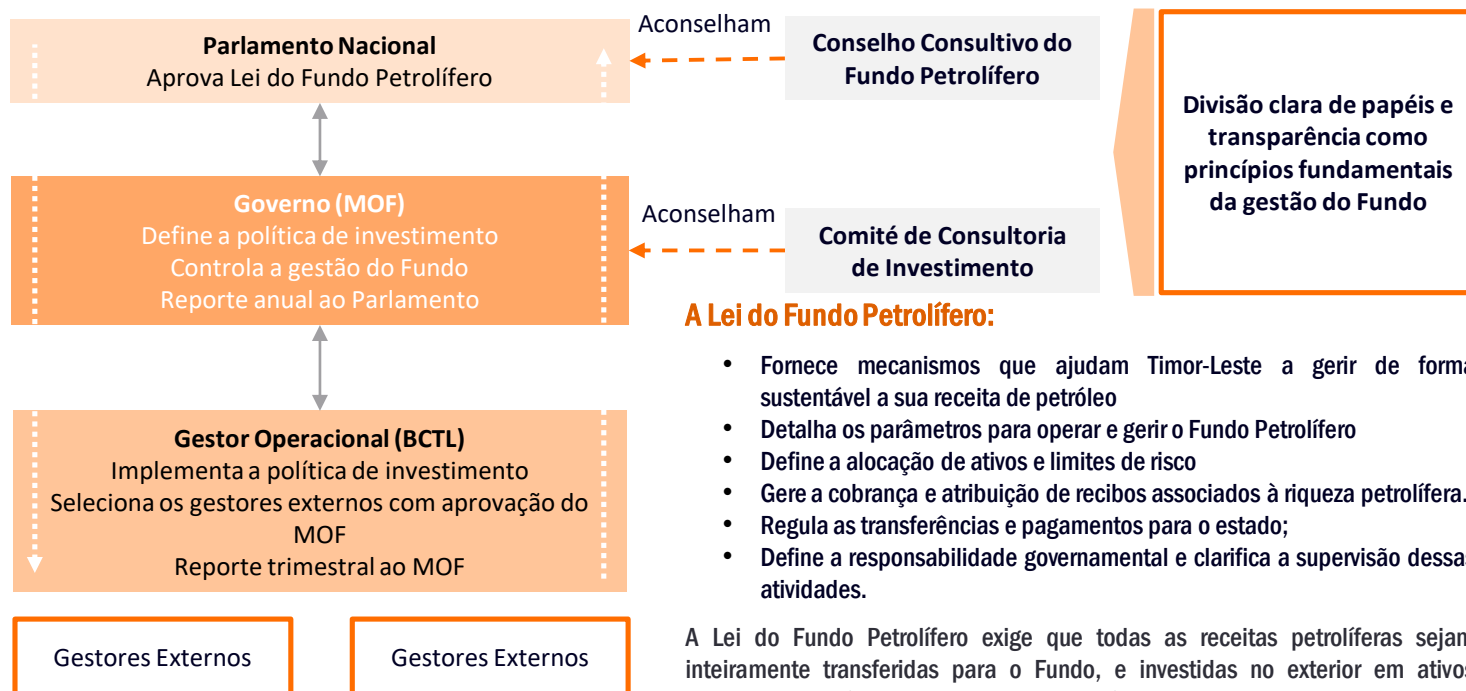 Parlamento Nacional
Aprova Lei do Fundo Petrolífero
Aconselham
Conselho Consultivo do
Fundo Petrolífero
Divisão clara de papéis e
transparência como
princípios fundamentais
da gestão do Fundo
Governo (MOF)
Define a política de investimento
Controla a gestão do Fundo
Reporte anual ao Parlamento
Aconselham
Comité de Consultoria
de Investimento
Gestor Operacional (BCTL)
Implementa a política de investimento
Seleciona os gestores externos com aprovação do
MOF
Reporte trimestral ao MOF
Gestores Externos
Gestores Externos
A Lei do Fundo Petrolífero:
• Fornece mecanismos que ajudam Timor-Leste a gerir de forma
sustentável a sua receita de petróleo
• Detalha os parâmetros para operar e gerir o Fundo Petrolífero
• Define a alocação de ativos e limites de risco
• Gere a cobrança e atribuição de recibos associados à riqueza petrolífera.
• Regula as transferências e pagamentos para o estado;
• Define a responsabilidade governamental e clarifica a supervisão dessas
atividades.
A Lei do Fundo Petrolífero exige que todas as receitas petrolíferas sejam
inteiramente transferidas para o Fundo, e investidas no exterior em ativos